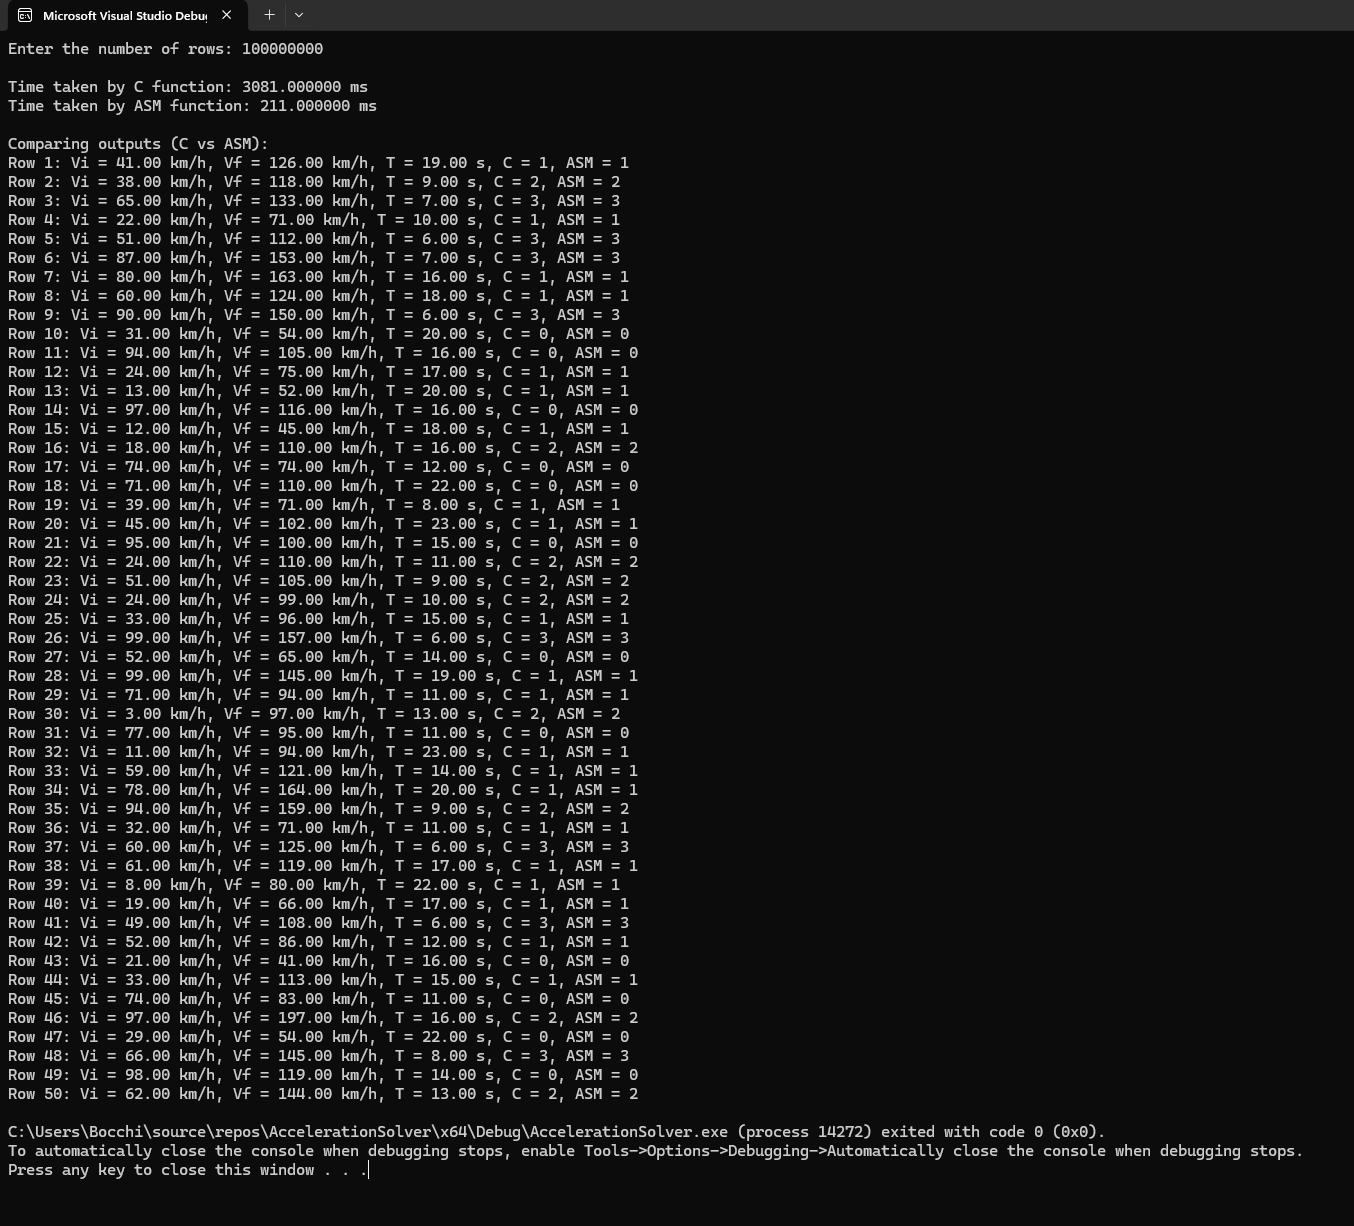 Microsoft Visual Studio Debug
Enter the number of rows: 100000000
Time taken by C function: 3081.000000 ms
Time taken by ASM function: 211.000000 ms
Comparing outputs (C vs ASM):
Row 1: Vi = 41.00 km/h, Vf = 126.00 km/h, T = 19.00 s, C = 1, ASM = 1
Row 2: Vi = 38.00 km/h, Vf = 118.00 km/h, T = 9.00 s, C = 2, ASM = 2
Row 3: Vi = 65.00 km/h, Vf = 133.00 km/h, T = 7.00 s, C = 3, ASM = 3
Row 4: Vi = 22.00 km/h, Vf = 71.00 km/h, T = 10.00 s, C = 1, ASM = 1
Row 5: Vi = 51.00 km/h, Vf = 112.00 km/h, T = 6.00 s, C = 3, ASM = 3
Row 6: Vi = 87.00 km/h, Vf = 153.00 km/h, T = 7.00 s, C = 3, ASM = 3
Row 7: Vi = 80.00 km/h, Vf = 163.00 km/h, T = 16.00 s, C = 1, ASM = 1
Row 8: Vi = 60.00 km/h, Vf = 124.00 km/h, T = 18.00 s, C = 1, ASM = 1
Row 9: Vi = 90.00 km/h, Vf = 150.00 km/h, T = 6.00 s, C = 3, ASM = 3
Row 10: Vi = 31.00 km/h, Vf = 54.00 km/h, T = 20.00 s, C = 0, ASM = 0
Row 11: Vi = 94.00 km/h, Vf = 105.00 km/h, T = 16.00 s, C = 0, ASM = 0
Row 12: Vi = 24.00 km/h, Vf = 75.00 km/h, T = 17.00 s, C = 1, ASM = 1
Row 13: Vi = 13.00 km/h, Vf = 52.00 km/h, T = 20.00 s, C = 1, ASM = 1
Row 14: Vi = 97.00 km/h, Vf = 116.00 km/h, T = 16.00 s, C = 0, ASM = 0
Row 15: Vi = 12.00 km/h, Vf = 45.00 km/h, T = 18.00 s, C = 1, ASM = 1
Row 16: Vi = 18.00 km/h, Vf = 110.00 km/h, T = 16.00 s, C = 2, ASM = 2
Row 17: Vi = 74.00 km/h, Vf = 74.00 km/h, T = 12.00 s, C = 0, ASM = 0
Row 18: Vi = 71.00 km/h, Vf = 110.00 km/h, T = 22.00 s, C = 0, ASM = 0
Row 19: Vi = 39.00 km/h, Vf = 71.00 km/h, T = 8.00 s, C = 1, ASM = 1
Row 20: Vi = 45.00 km/h, Vf = 102.00 km/h, T = 23.00 s, C = 1, ASM = 1
Row 21: Vi = 95.00 km/h, Vf = 100.00 km/h, T = 15.00 s, C = 0, ASM = 0
Row 22: Vi = 24.00 km/h, Vf = 110.00 km/h, T = 11.00 s, C = 2, ASM = 2
Row 23: Vi = 51.00 km/h, Vf = 105.00 km/h, T = 9.00 s, C = 2, ASM = 2
Row 24: Vi = 24.00 km/h, Vf = 99.00 km/h, T = 10.00 s, C = 2, ASM = 2
Row 25: Vi = 33.00 km/h, Vf = 96.00 km/h, T = 15.00 s, C = 1, ASM = 1
Row 26: Vi = 99.00 km/h, Vf = 157.00 km/h, T = 6.00 s, C = 3, ASM = 3
Row 27: Vi = 52.00 km/h, Vf = 65.00 km/h, T = 14.00 s, C = 0, ASM = 0
Row 28: Vi = 99.00 km/h, Vf = 145.00 km/h, T = 19.00 s, C = 1, ASM = 1
Row 29: Vi = 71.00 km/h, Vf = 94.00 km/h, T = 11.00 s, C = 1, ASM = 1
Row 30: Vi = 3.00 km/h, Vf = 97.00 km/h, T = 13.00 s, C = 2, ASM = 2
Row 31: Vi = 77.00 km/h, Vf = 95.00 km/h, T = 11.00 s, C = 0, ASM = 0
Row 32: Vi = 11.00 km/h, Vf = 94.00 km/h, T = 23.00 s, C = 1, ASM = 1
Row 33: Vi = 59.00 km/h, Vf = 121.00 km/h, T = 14.00 s, C = 1, ASM = 1
Row 34: Vi = 78.00 km/h, Vf = 164.00 km/h, T = 20.00 s, C = 1, ASM = 1
Row 35: Vi = 94.00 km/h, Vf = 159.00 km/h, T = 9.00 s, C = 2, ASM = 2
Row 36: Vi = 32.00 km/h, Vf = 71.00 km/h, T = 11.00 s, C = 1, ASM = 1
Row 37: Vi = 60.00 km/h, Vf = 125.00 km/h, T = 6.00 s, C = 3, ASM = 3
Row 38: Vi = 61.00 km/h, Vf = 119.00 km/h, T = 17.00 s, C = 1, ASM = 1
Row 39: Vi = 8.00 km/h, Vf = 80.00 km/h, T = 22.00 s, C = 1, ASM = 1
Row 40: Vi = 19.00 km/h, Vf = 66.00 km/h, T = 17.00 s, C = 1, ASM = 1
Row 41: Vi = 49.00 km/h, Vf = 108.00 km/h, T = 6.00 s, C = 3, ASM = 3
Row 42: Vi = 52.00 km/h, Vf = 86.00 km/h, T = 12.00 s, C = 1, ASM = 1
Row 43: Vi = 21.00 km/h, Vf = 41.00 km/h, T = 16.00 s, C = 0, ASM = 0
Row 44: Vi = 33.00 km/h, Vf = 113.00 km/h, T = 15.00 s, C = 1, ASM = 1
Row 45: Vi = 74.00 km/h, Vf = 83.00 km/h, T = 11.00 s, C = 0, ASM = 0
Row 46: Vi = 97.00 km/h, Vf = 197.00 km/h, T = 16.00 s, C = 2, ASM = 2
Row 47: Vi = 29.00 km/h, Vf = 54.00 km/h, T = 22.00 s, C = 0, ASM = 0
Row 48: Vi = 66.00 km/h, Vf = 145.00 km/h, T = 8.00 s, C = 3, ASM = 3
Row 49: Vi = 98.00 km/h, Vf = 119.00 km/h, T = 14.00 s, C = 0, ASM = 0
Row 50: Vi = 62.00 km/h, Vf = 144.00 km/h, T = 13.00 s, C = 2, ASM = 2
C:\Users\Bocchi\source\repos\AccelerationSolver\x64\Debug\AccelerationSolver.exe (process 14272) exited with code 0 (0x0).
To automatically close the console when debugging stops, enable Tools->Options->Debugging->Automatically close the console when debugging stops.
Press any key to close this window . . .